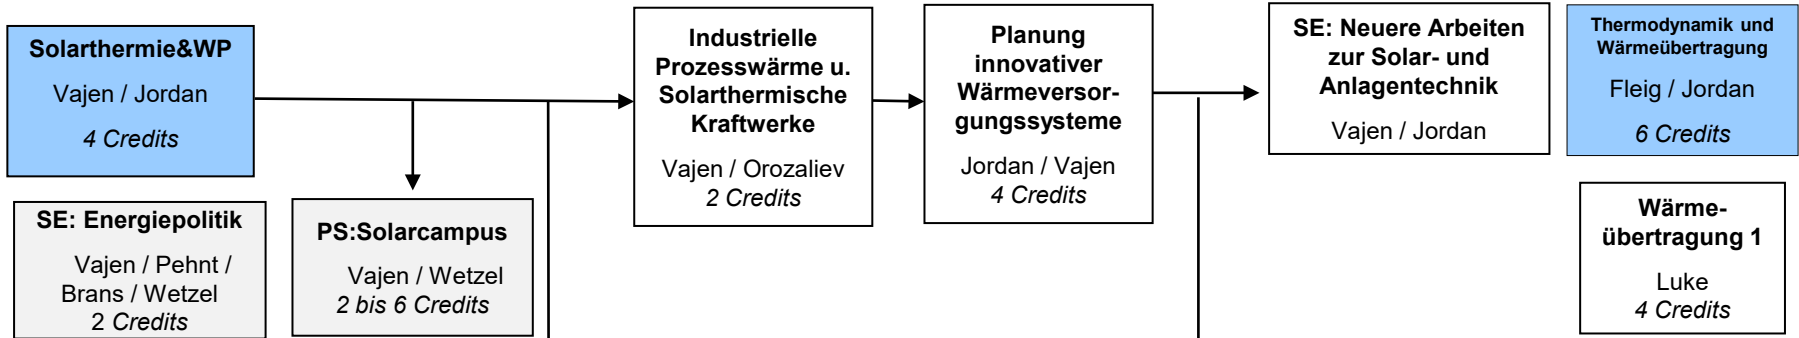 Solarthermie&WP
Vajen / Jordan
4 Credits
SE: Energiepolitik
Vajen / Pehnt /
Brans / Wetzel
2 Credits
PS:Solarcampus
Vajen / Wetzel
2 bis 6 Credits
Industrielle
Prozesswärme u.
Solarthermische
Kraftwerke
Vajen / Orozaliev
2 Credits
Planung
innovativer
Wärmeversor-
gungssysteme
Jordan / Vajen
4 Credits
SE: Neuere Arbeiten
zur Solar- und
Anlagentechnik
Vajen / Jordan
Thermodynamik und
Wärmeübertragung
Fleig / Jordan
6 Credits
Wärme-
übertragung 1
Luke
4 Credits